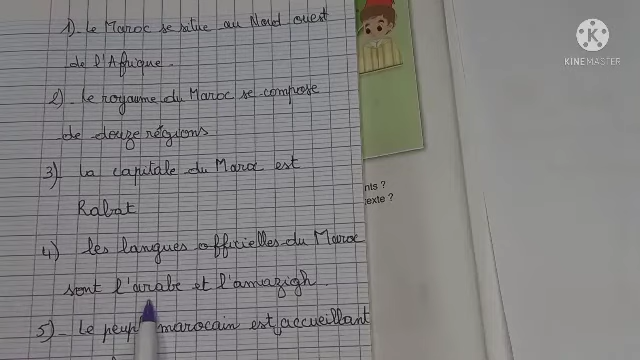 1) - Le Maroc se situe au Nord ouest
de l'Afrique.
2) - Le royaume du Maroc se compose
de douze régions
3) La capitale du Maroc est
Rabat
4) Les langues officielles du Maroc
sont l'arabe et l'amazigh.
5) - Le peupl marocain est accueillant
nts ?
texte ?
KINEMASTER